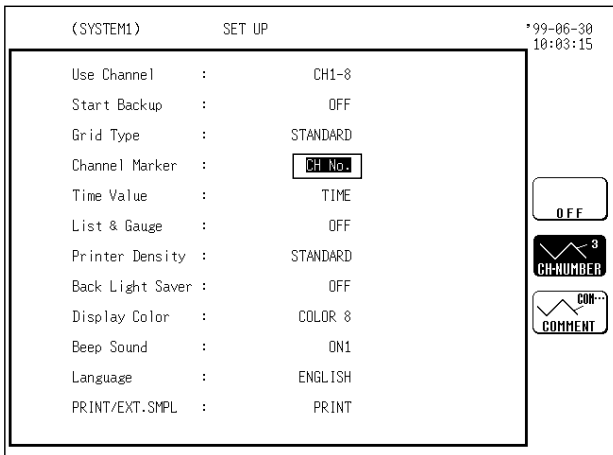 (SYSTEM1) SET UP '99-06-30
10:03:15
Use Channel : CH1-8
Start Backup : OFF
Grid Type : STANDARD
Channel Marker : CH No.
Time Value : TIME
List & Gauge : OFF
Printer Density : STANDARD
Back Light Saver : OFF
Display Color : COLOR 8
Beep Sound : ON1
Language : ENGLISH
PRINT/EXT.SMPL : PRINT
OFF
3
CH-NUMBER
COM...
COMMENT